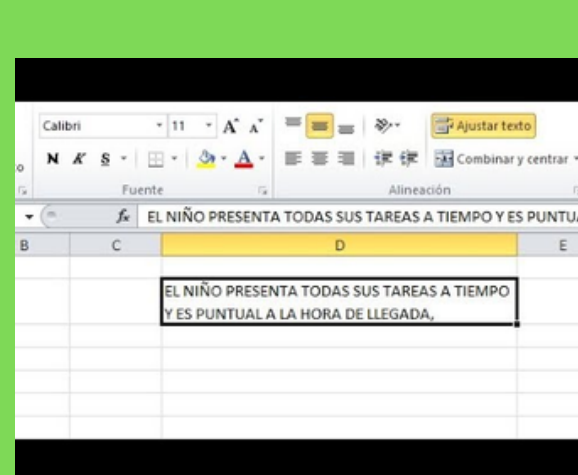 Calibri 11 A A Ajustar texto
N K S A Combinar y centrar
Fuente Alineación
fx EL NIÑO PRESENTA TODAS SUS TAREAS A TIEMPO Y ES PUNTUA
B C D E
EL NIÑO PRESENTA TODAS SUS TAREAS A TIEMPO
Y ES PUNTUAL A LA HORA DE LLEGADA,